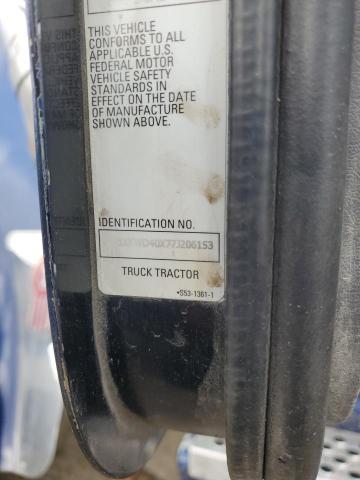 THIS VEHICLE
CONFORMS TO ALL
APPLICABLE U.S.
FEDERAL MOTOR
VEHICLE SAFETY
STANDARDS IN
EFFECT ON THE DATE
OF MANUFACTURE
SHOWN ABOVE.
IDENTIFICATION NO.
TRUCK TRACTOR
•S53-1361-1